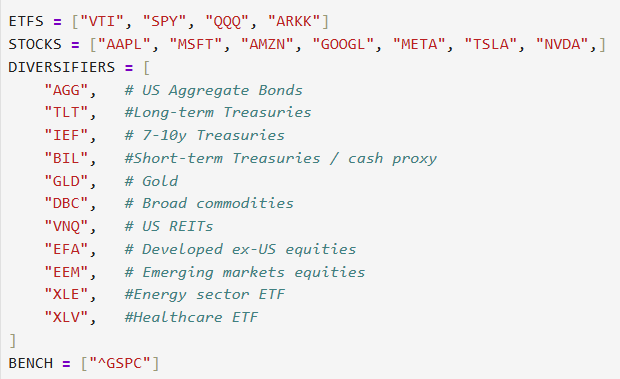 ETFS = ["VTI", "SPY", "QQQ", "ARKK"]
STOCKS = ["AAPL", "MSFT", "AMZN", "GOOGL", "META", "TSLA", "NVDA",]
DIVERSIFIERS = [
    "AGG",   # US Aggregate Bonds
    "TLT",   #Long-term Treasuries
    "IEF",   # 7-10y Treasuries
    "BIL",   #Short-term Treasuries / cash proxy
    "GLD",   # Gold
    "DBC",   # Broad commodities
    "VNQ",   # US REITs
    "EFA",   # Developed ex-US equities
    "EEM",   # Emerging markets equities
    "XLE",   #Energy sector ETF
    "XLV",   #Healthcare ETF
]
BENCH = ["^GSPC"]